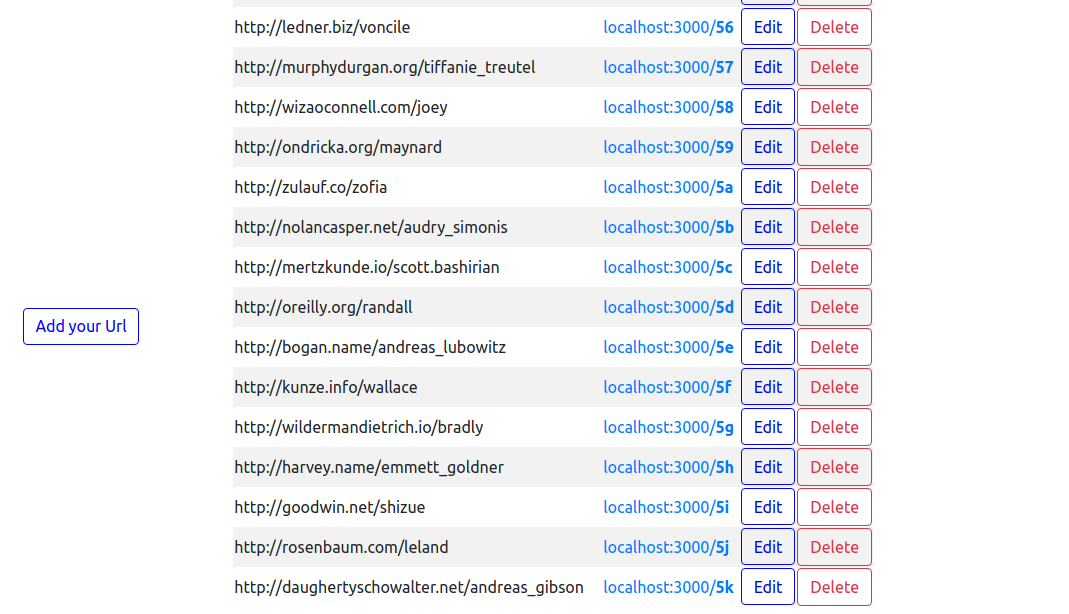 http://ledner.biz/voncile localhost:3000/56 Edit Delete
http://murphydurgan.org/tiffanie_treutel localhost:3000/57 Edit Delete
http://wizaoconnell.com/joey localhost:3000/58 Edit Delete
http://ondricka.org/maynard localhost:3000/59 Edit Delete
http://zulauf.co/zofia localhost:3000/5a Edit Delete
http://nolancasper.net/audry_simonis localhost:3000/5b Edit Delete
http://mertzkunde.io/scott.bashirian localhost:3000/5c Edit Delete
http://oreilly.org/randall localhost:3000/5d Edit Delete
Add your Url
http://bogan.name/andreas_lubowitz localhost:3000/5e Edit Delete
http://kunze.info/wallace localhost:3000/5f Edit Delete
http://wildermandietrich.io/bradly localhost:3000/5g Edit Delete
http://harvey.name/emmett_goldner localhost:3000/5h Edit Delete
http://goodwin.net/shizue localhost:3000/5i Edit Delete
http://rosenbaum.com/leland localhost:3000/5j Edit Delete
http://daughertyschowalter.net/andreas_gibson localhost:3000/5k Edit Delete